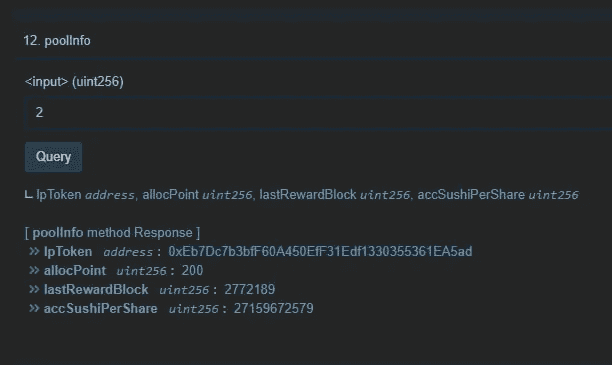 12. poolInfo
<input> (uint256)
2
Query
lpToken address, allocPoint uint256, lastRewardBlock uint256, accSushiPerShare uint256
[ poolInfo method Response ]
>> lpToken address : 0xEb7Dc7b3bfF60A450EfF31Edf1330355361EA5ad
>> allocPoint uint256 : 200
>> lastRewardBlock uint256 : 2772189
>> accSushiPerShare uint256 : 27159672579